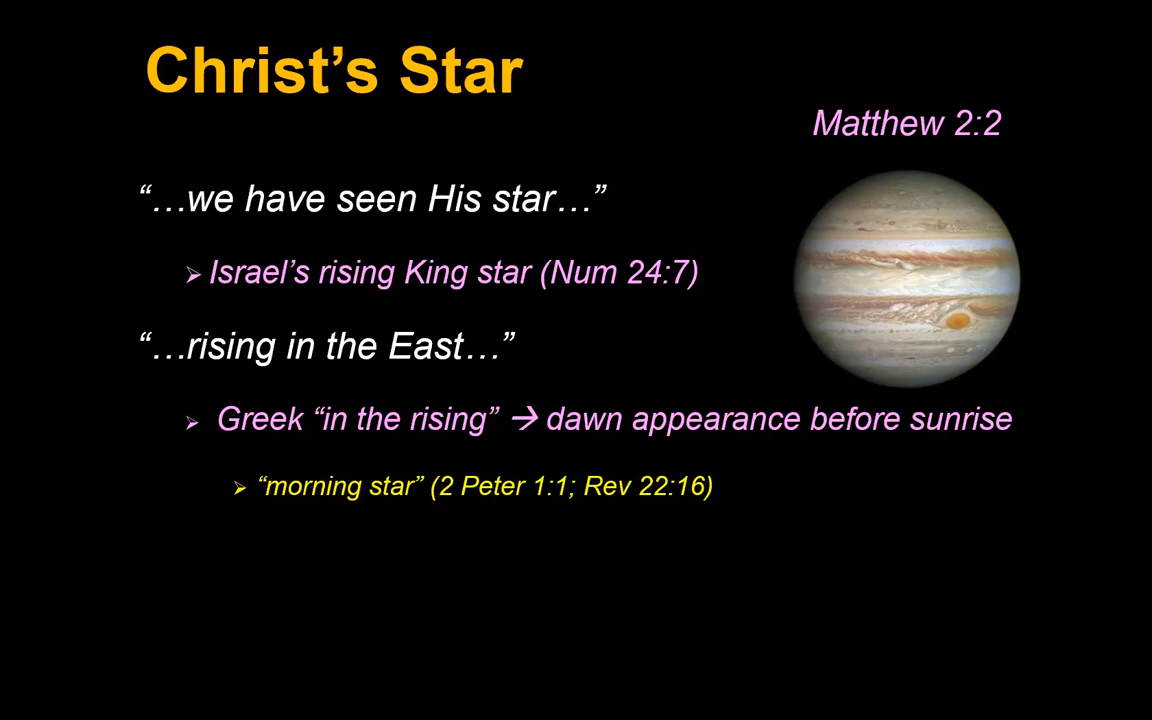 Christ’s Star
Matthew 2:2
“…we have seen His star…”
➢ Israel’s rising King star (Num 24:7)
“…rising in the East…”
➢ Greek “in the rising” → dawn appearance before sunrise
➢ “morning star” (2 Peter 1:1; Rev 22:16)